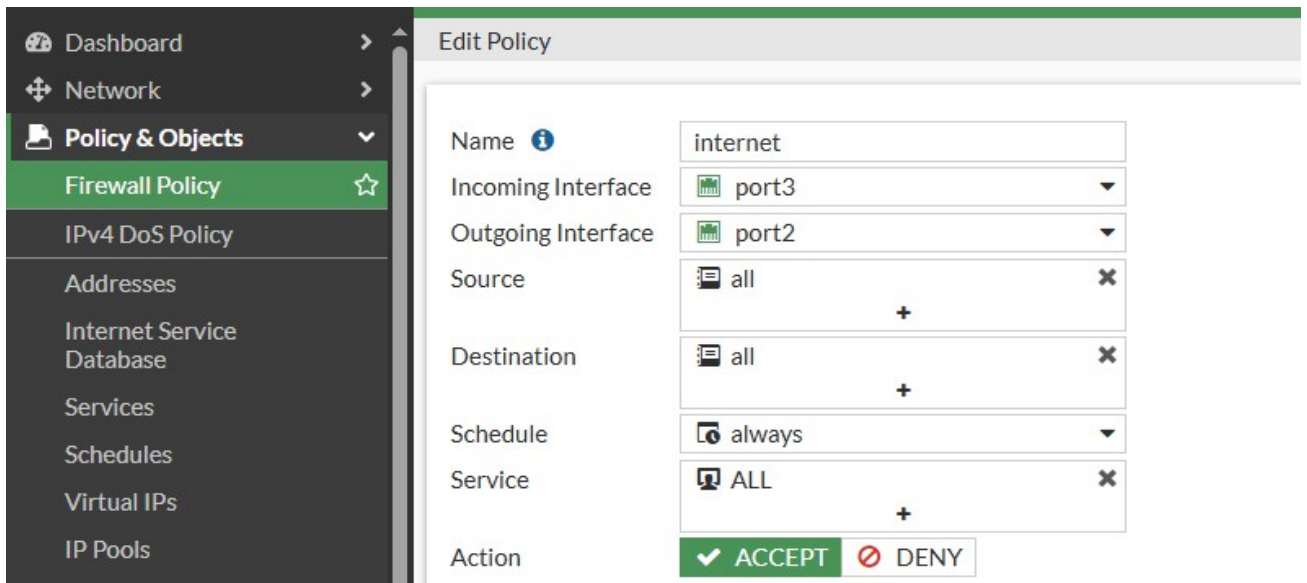 Dashboard
Network
Policy & Objects
Firewall Policy
IPv4 DoS Policy
Addresses
Internet Service
Database
Services
Schedules
Virtual IPs
IP Pools
Edit Policy
Name internet
Incoming Interface port3
Outgoing Interface port2
Source all
+
Destination all
+
Schedule always
Service ALL
+
Action ACCEPT DENY